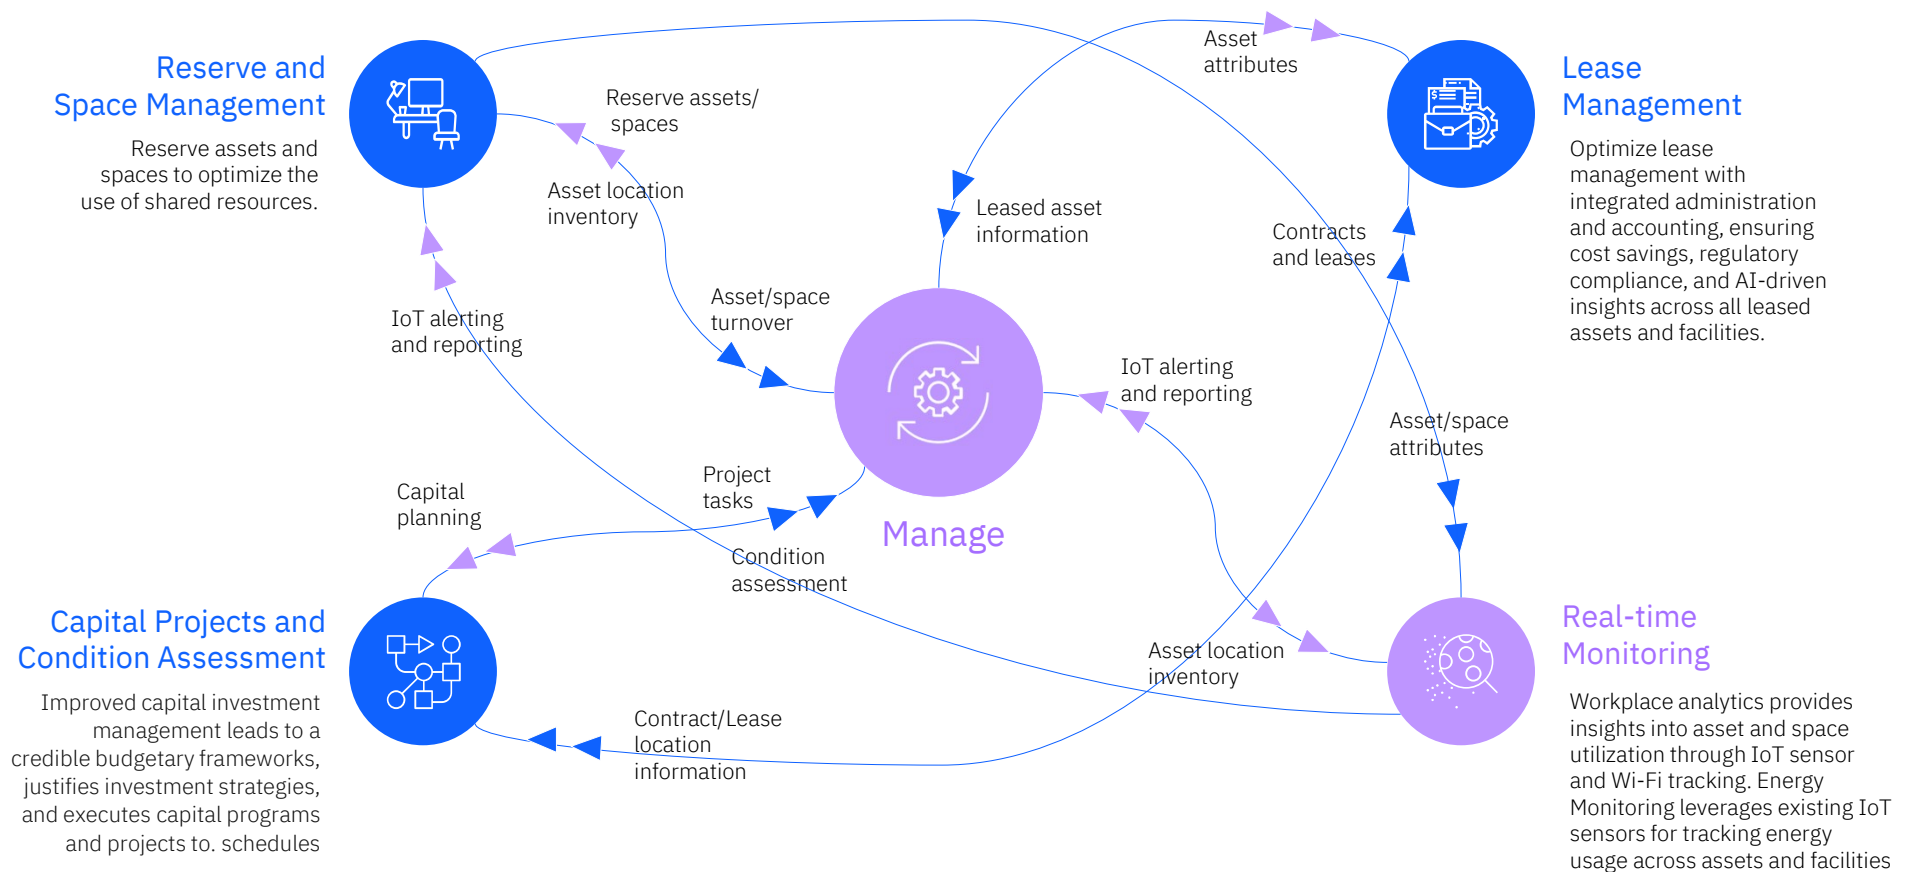 Reserve and
Space Management
Reserve assets and
spaces to optimize the
use of shared resources.
Reserve assets/
spaces
Asset location
inventory
Asset
attributes
Lease
Management
Optimize lease
management with
integrated administration
and accounting, ensuring
cost savings, regulatory
compliance, and AI-driven
insights across all leased
assets and facilities.
Leased asset
information
Contracts
and leases
IoT alerting
and reporting
Asset/space
turnover
IoT alerting
and reporting
Asset/space
attributes
Capital
planning
Project
tasks
Manage
Condition
assessment
Capital Projects and
Condition Assessment
Improved capital investment
management leads to a
credible budgetary frameworks,
justifies investment strategies,
and executes capital programs
and projects to. schedules
Contract/Lease
location
information
Asset location
inventory
Real-time
Monitoring
Workplace analytics provides
insights into asset and space
utilization through IoT sensor
and Wi-Fi tracking. Energy
Monitoring leverages existing IoT
sensors for tracking energy
usage across assets and facilities
$